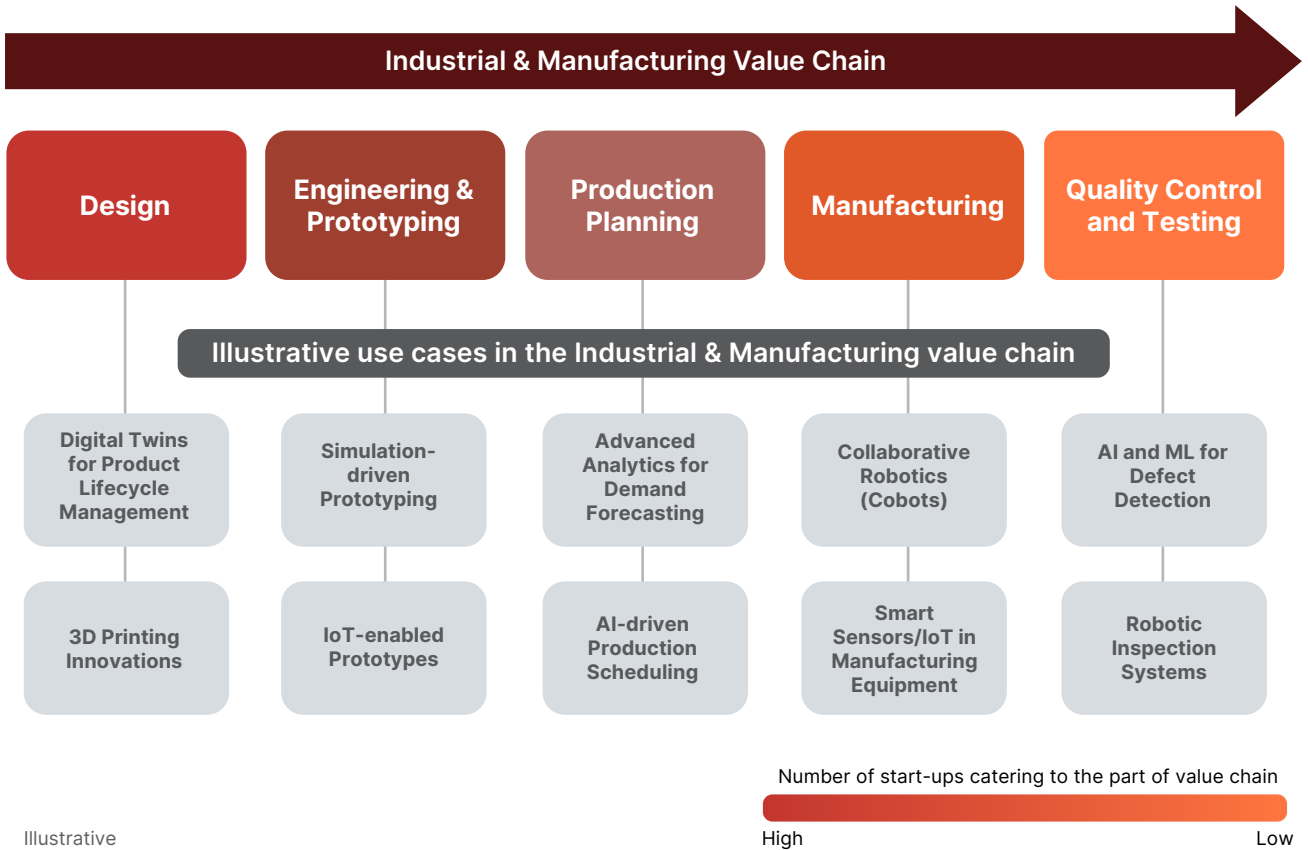 Industrial & Manufacturing Value Chain
Design
Engineering &
Prototyping
Production
Planning
Manufacturing
Quality Control
and Testing
Illustrative use cases in the Industrial & Manufacturing value chain
Digital Twins
for Product
Lifecycle
Management
Simulation-
driven
Prototyping
Advanced
Analytics for
Demand
Forecasting
Collaborative
Robotics
(Cobots)
AI and ML for
Defect
Detection
3D Printing
Innovations
IoT-enabled
Prototypes
AI-driven
Production
Scheduling
Smart
Sensors/IoT in
Manufacturing
Equipment
Robotic
Inspection
Systems
Number of start-ups catering to the part of value chain
High
Low
Illustrative